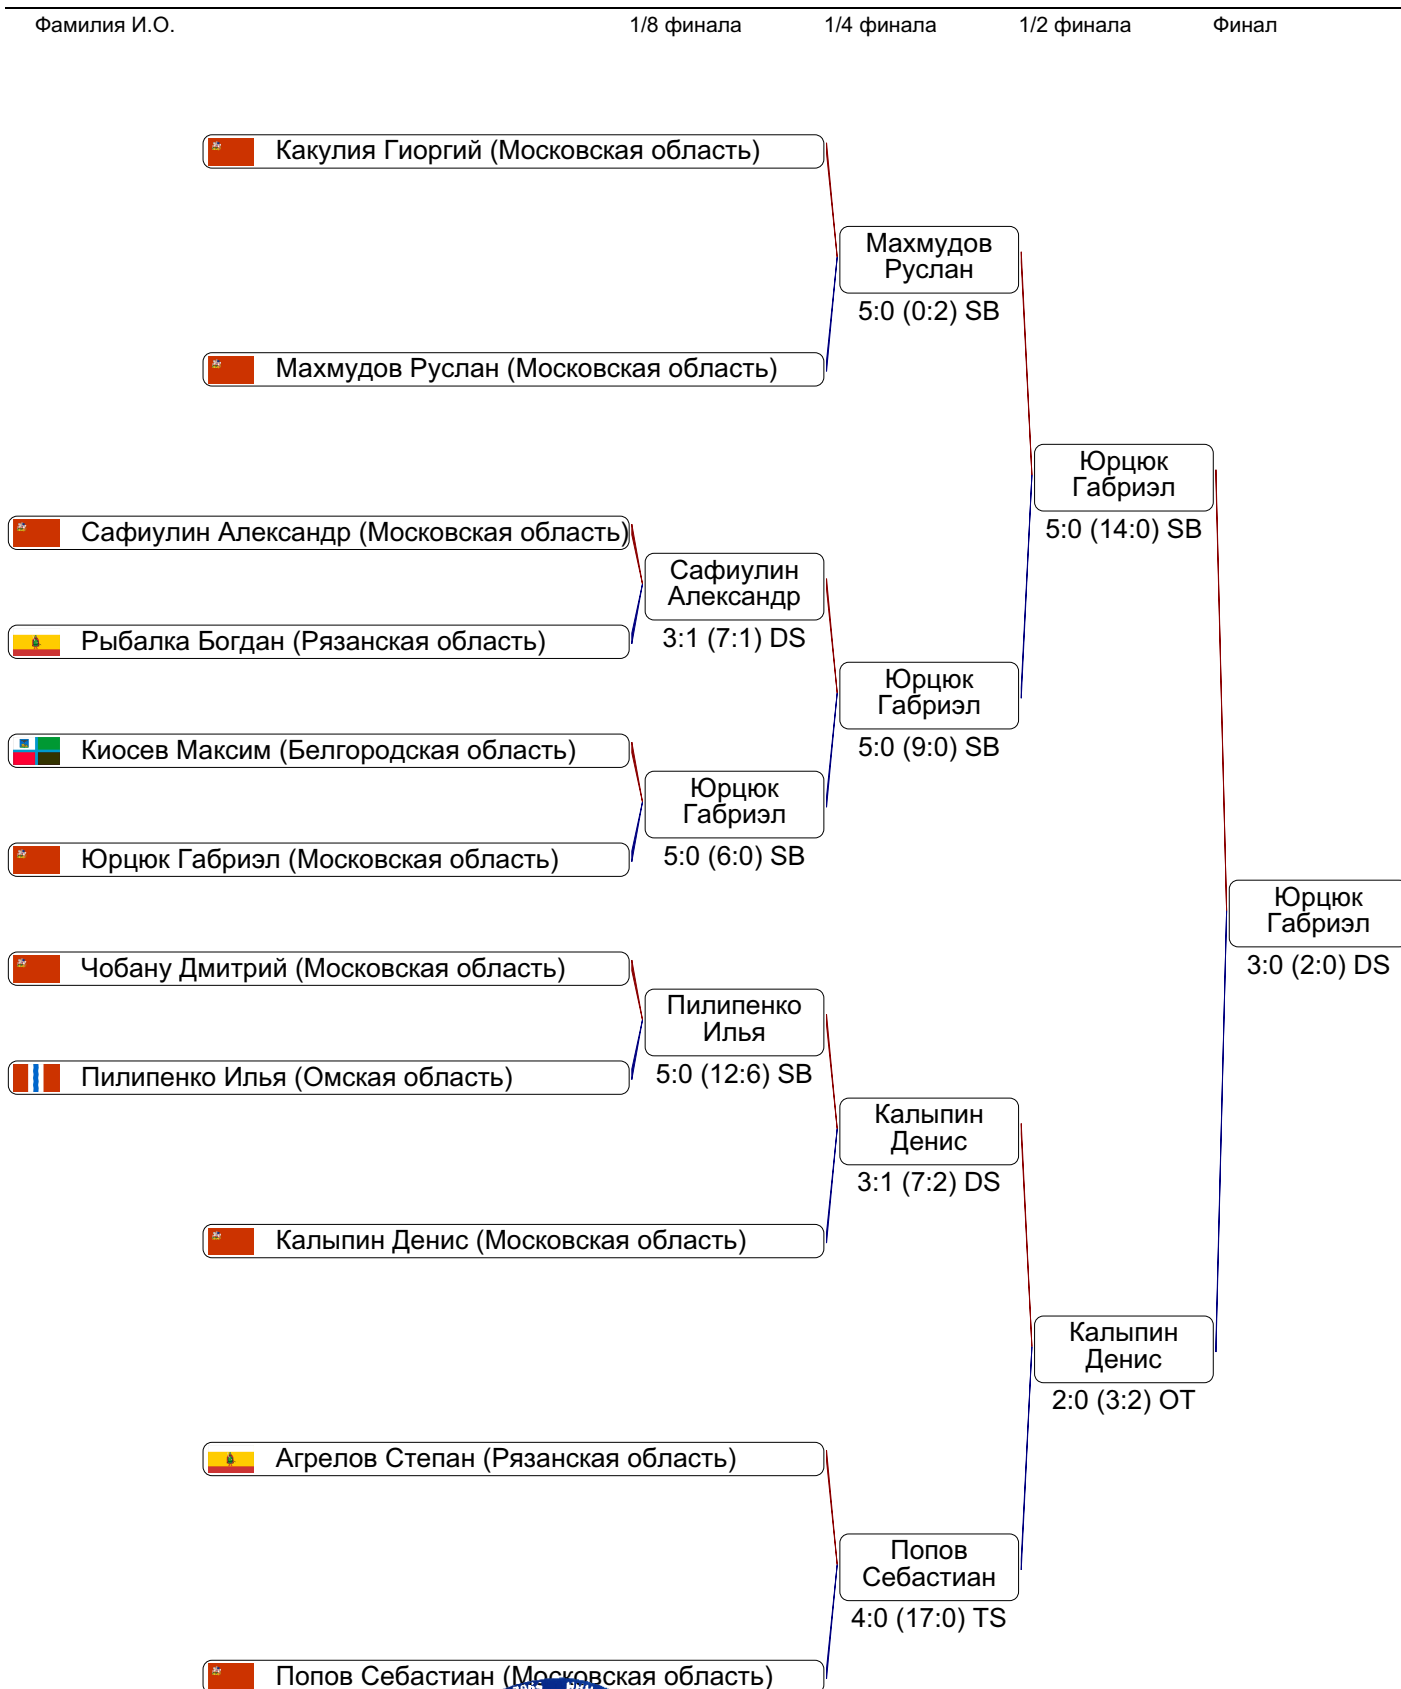 Фамилия И.О. 1/8 финала 1/4 финала 1/2 финала Финал
Какулия Гиоргий (Московская область)
Махмудов
Руслан
5:0 (0:2) SB
Махмудов Руслан (Московская область)
Юрцюк
Габриэл
5:0 (14:0) SB
Сафиулин Александр (Московская область)
Сафиулин
Александр
3:1 (7:1) DS
Рыбалка Богдан (Рязанская область)
Юрцюк
Габриэл
5:0 (9:0) SB
Киосев Максим (Белгородская область)
Юрцюк
Габриэл
5:0 (6:0) SB
Юрцюк Габриэл (Московская область)
Юрцюк
Габриэл
3:0 (2:0) DS
Чобану Дмитрий (Московская область)
Пилипенко
Илья
5:0 (12:6) SB
Пилипенко Илья (Омская область)
Калыпин
Денис
3:1 (7:2) DS
Калыпин Денис (Московская область)
Калыпин
Денис
2:0 (3:2) OT
Агрелов Степан (Рязанская область)
Попов
Себастиан
4:0 (17:0) TS
Попов Себастиан (Московская область)